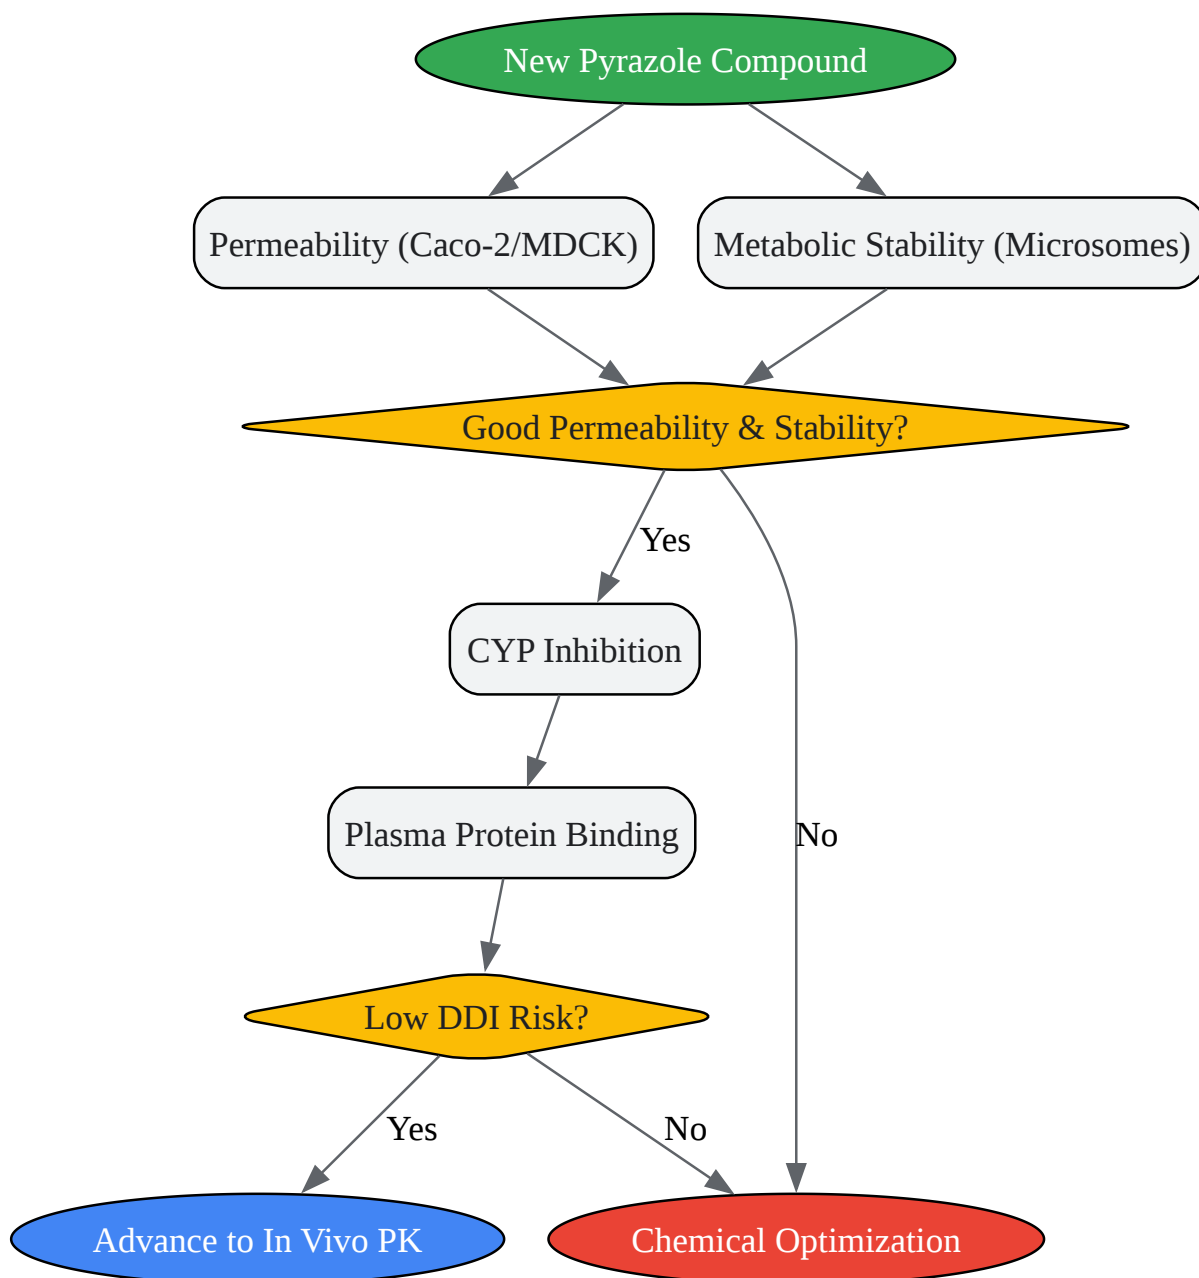 New Pyrazole Compound
Permeability (Caco-2/MDCK)
Metabolic Stability (Microsomes)
Good Permeability & Stability?
Yes
CYP Inhibition
Plasma Protein Binding
No
Low DDI Risk?
Yes
No
Advance to In Vivo PK
Chemical Optimization